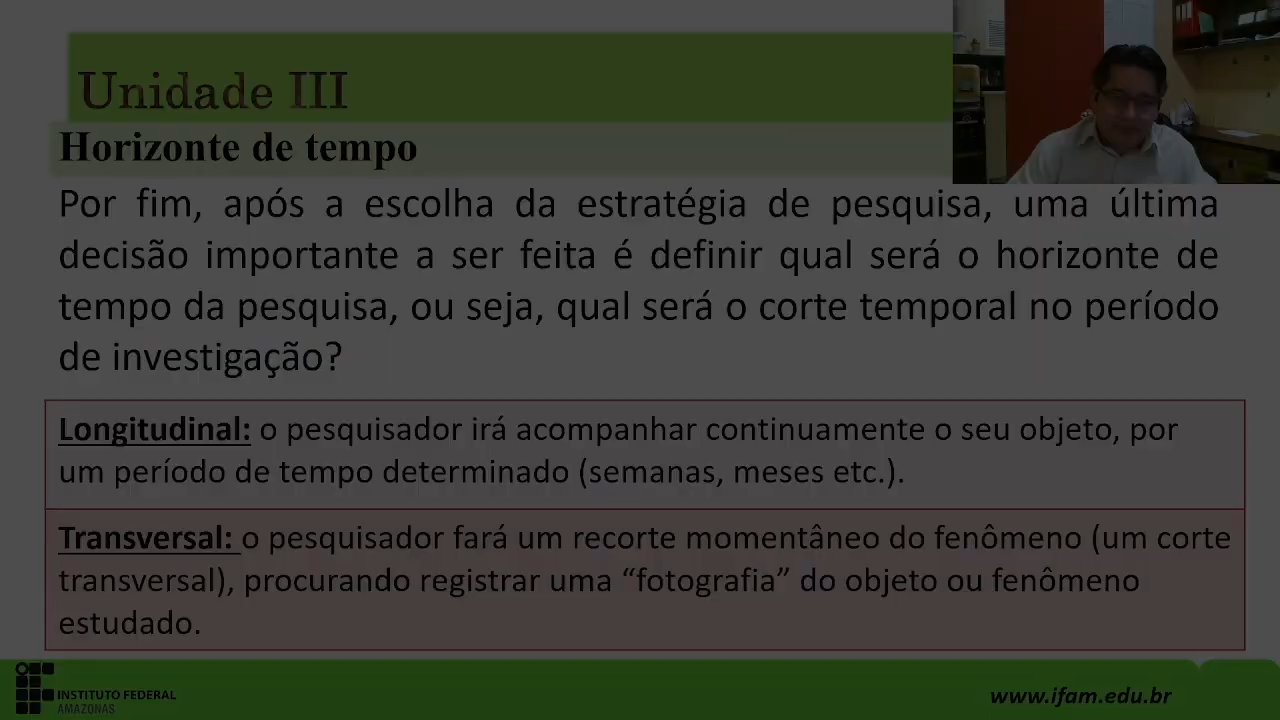 Unidade III
Horizonte de tempo
Por fim, após a escolha da estratégia de pesquisa, uma última
decisão importante a ser feita é definir qual será o horizonte de
tempo da pesquisa, ou seja, qual será o corte temporal no período
de investigação?
Longitudinal: o pesquisador irá acompanhar continuamente o seu objeto, por
um período de tempo determinado (semanas, meses etc.).
Transversal: o pesquisador fará um recorte momentâneo do fenômeno (um corte
transversal), procurando registrar uma “fotografia” do objeto ou fenômeno
estudado.
INSTITUTO FEDERAL
AMAZONAS
www.ifam.edu.br